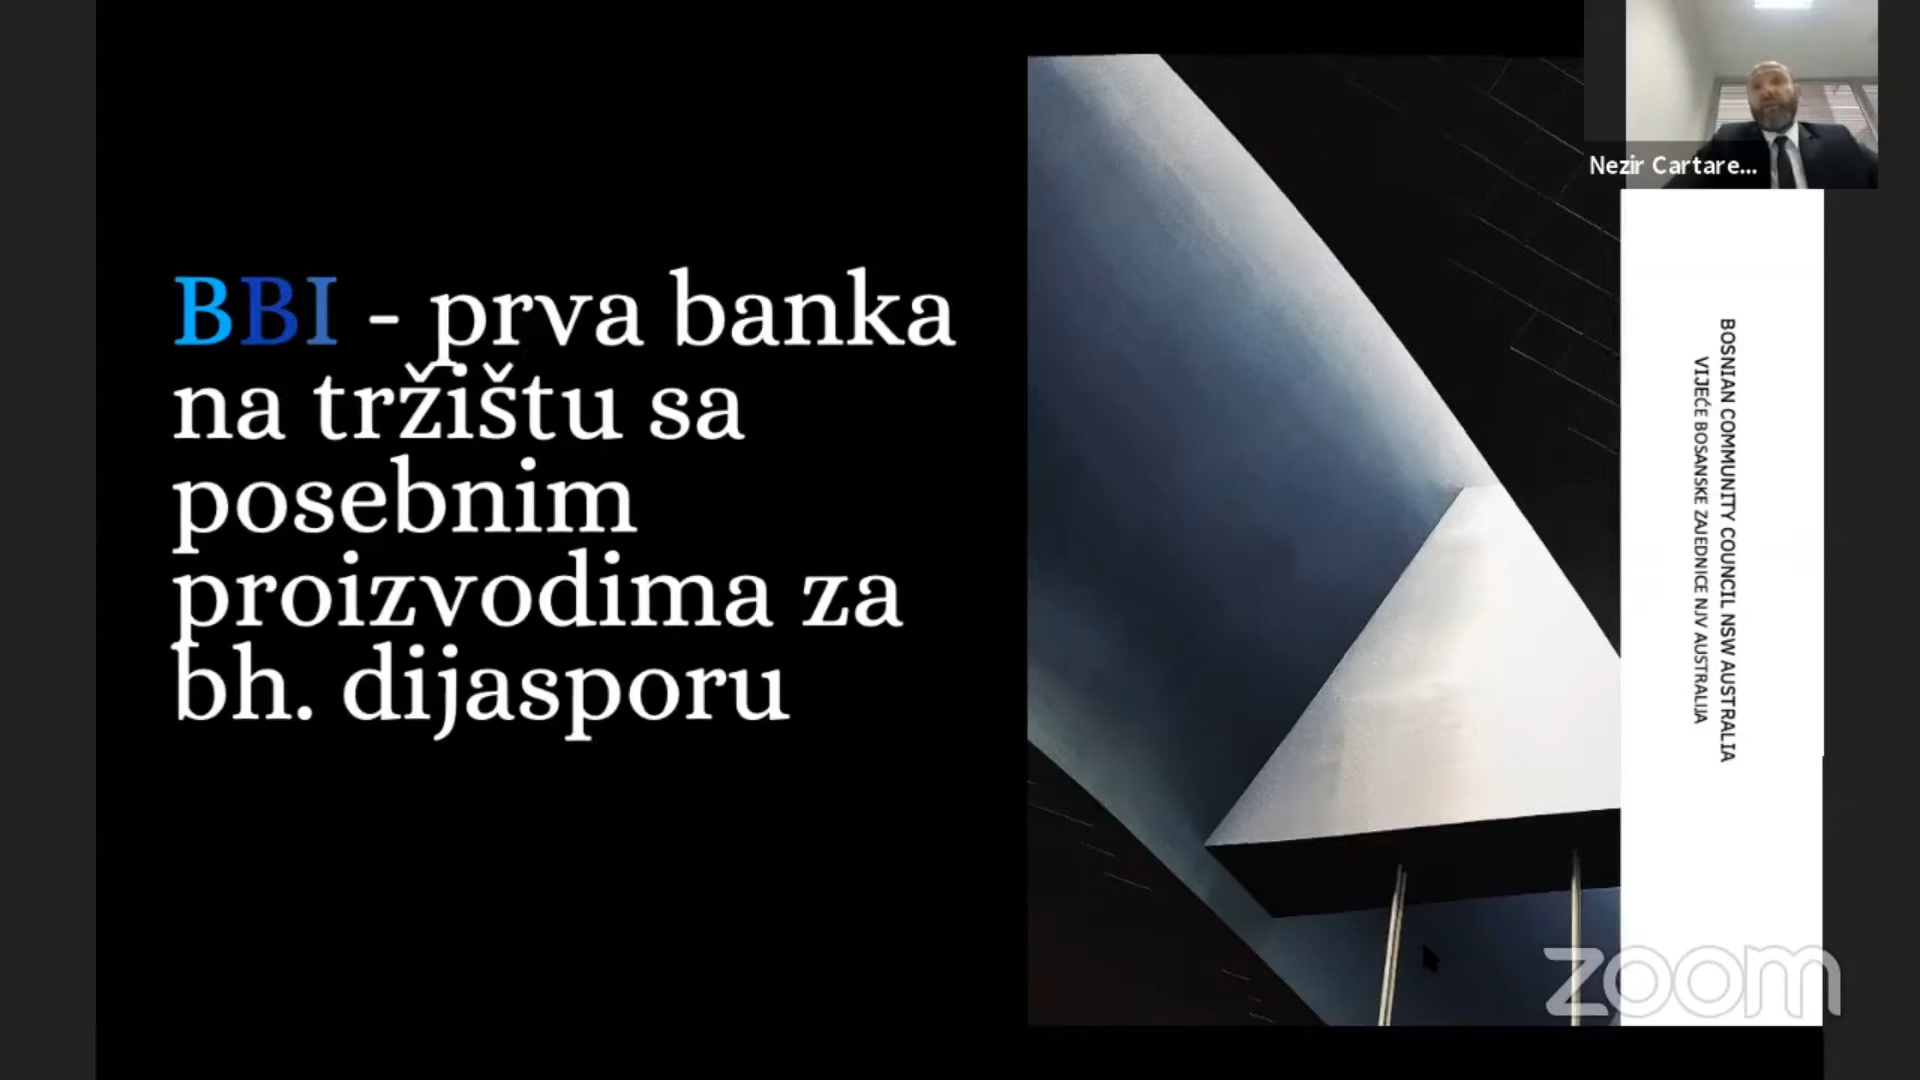 BBI - prva banka
na tržištu sa
posebnim
proizvodima za
bh. dijasporu
Nezir Cartare...
BOSNIAN COMMUNITY COUNCIL NSW AUSTRALIA
VIJEĆE BOSANSKE ZAJEDNICE NJV AUSTRALIJA
zoom